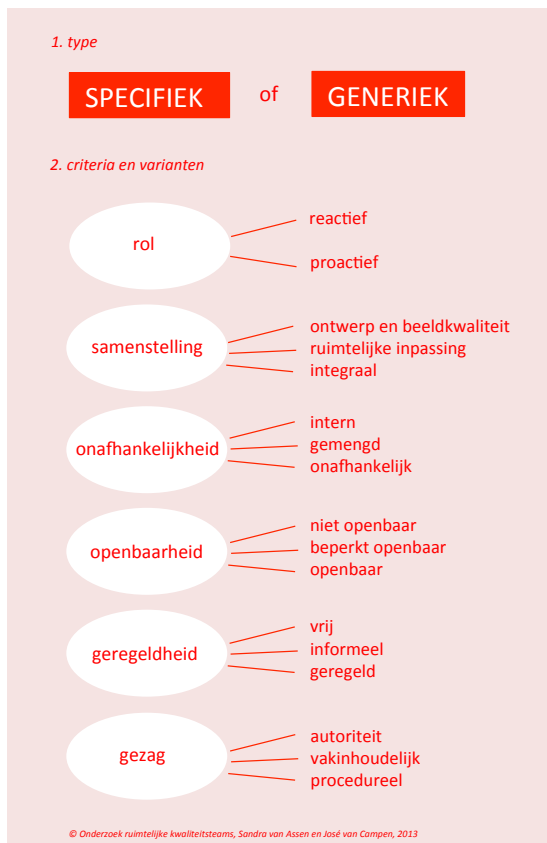 1. type
SPECIFIEK of GENERIEK
2. criteria en varianten
rol
reactief
proactief
samenstelling
ontwerp en beeldkwaliteit
ruimtelijke inpassing
integraal
onafhankelijkheid
intern
gemengd
onafhankelijk
openbaarheid
niet openbaar
beperkt openbaar
openbaar
geregeldheid
vrij
informeel
geregeld
gezag
autoriteit
vakinhoudelijk
procedureel
© Onderzoek ruimtelijke kwaliteitsteams, Sandra van Assen en José van Campen, 2013